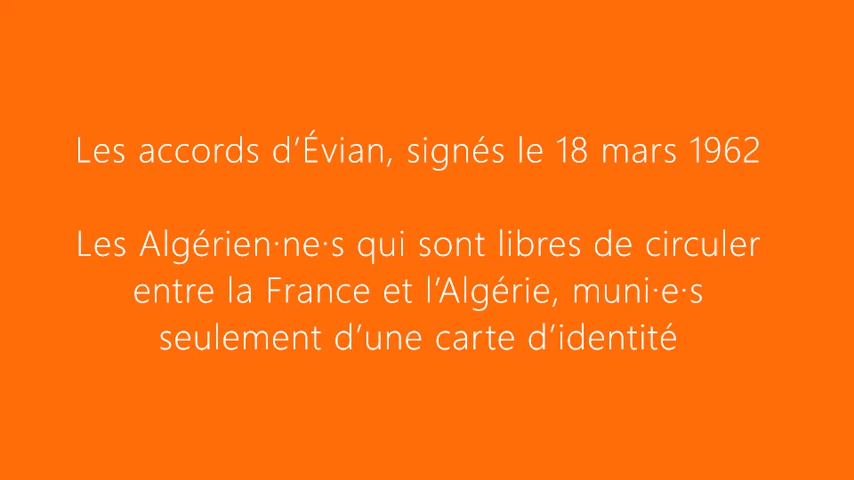 Les accords d’Évian, signés le 18 mars 1962
Les Algérien·ne·s qui sont libres de circuler
entre la France et l’Algérie, muni·e·s
seulement d’une carte d’identité